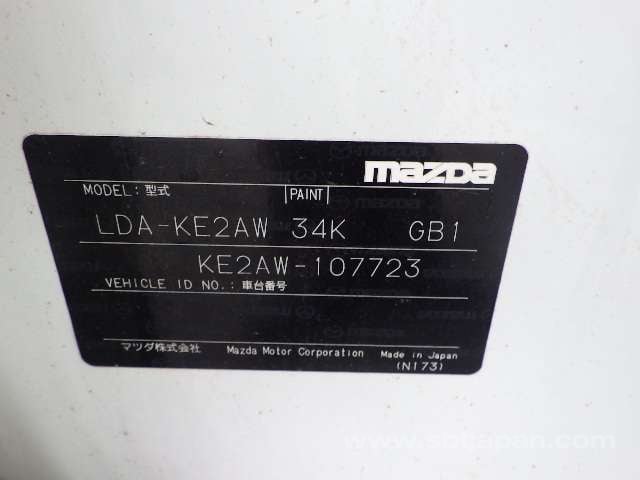 mazda
MODEL: 型式 |PAINT|
LDA-KE2AW 34K GB1
KE2AW-107723
VEHICLE ID NO.: 車台番号
マツダ株式会社 Mazda Motor Corporation Made in Japan
(N173)
www.sbtjapan.com